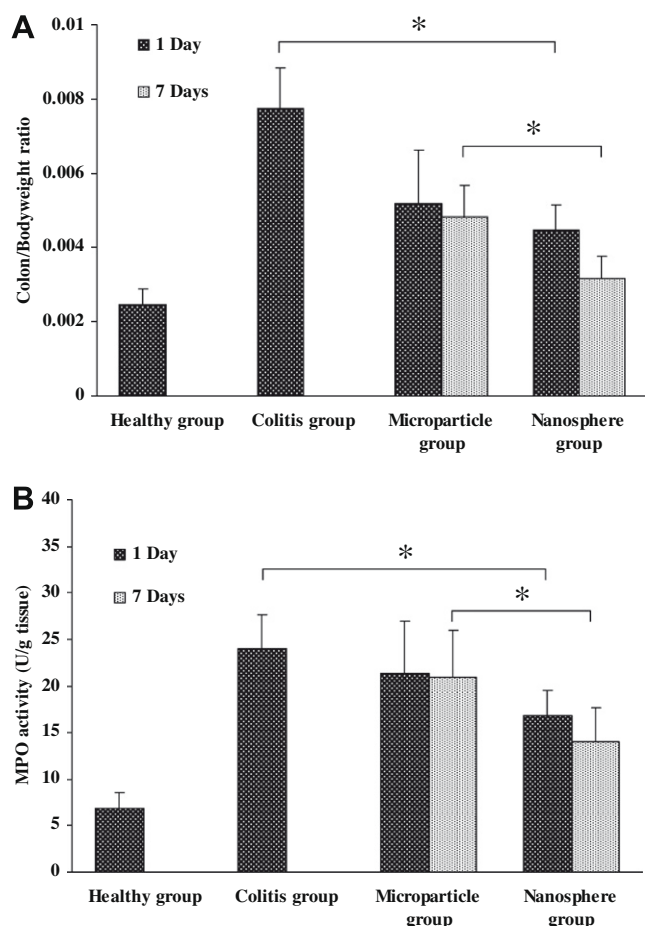 A
0.01
1 Day
*
7 Days
0.008
*
0.006
Colon/Bodyweight ratio
0.004
0.002
0
Healthy group
Colitis group
Microparticle
group
Nanosphere
group
B
40
35
1 Day
*
30
7 Days
*
25
MPO activity (U/g tissue)
20
15
10
5
0
Healthy group
Colitis group
Microparticle
group
Nanosphere
group